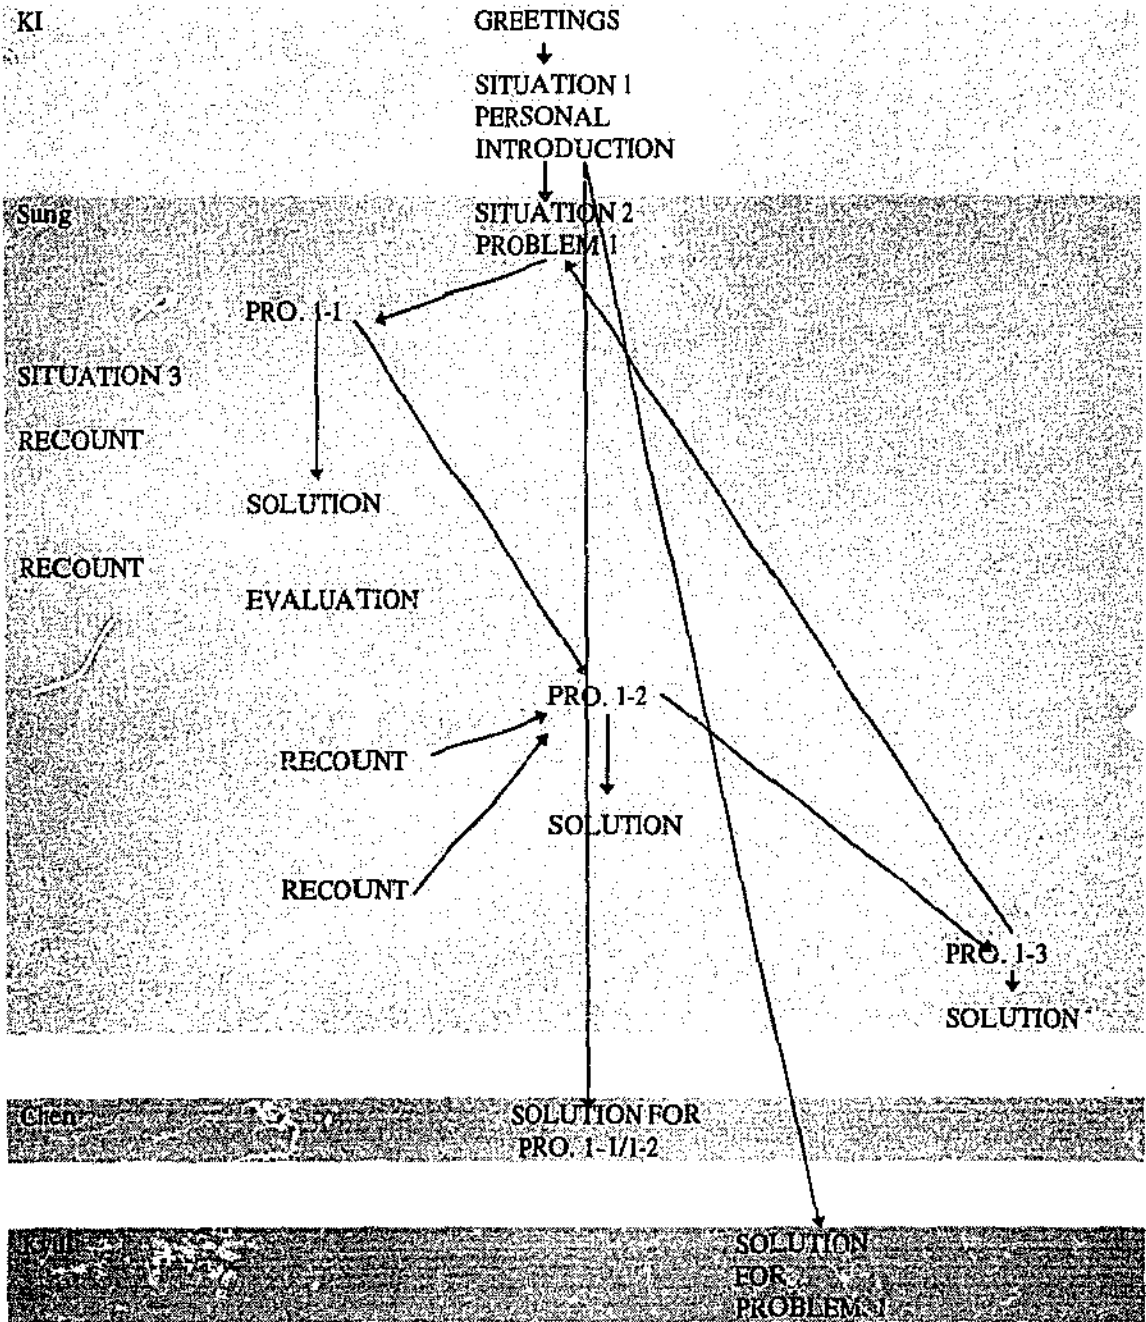 KI
GREETINGS
SITUATION 1
PERSONAL
INTRODUCTION
Sung
SITUATION 2
PROBLEM 1
PRO. 1-1
SITUATION 3
RECOUNT
SOLUTION
RECOUNT
EVALUATION
PRO. 1-2
RECOUNT
SOLUTION
RECOUNT
PRO. 1-3
SOLUTION
Chen
SOLUTION FOR
PRO. 1-1/1-2
SOLUTION
FOR
PROBLEM. 1